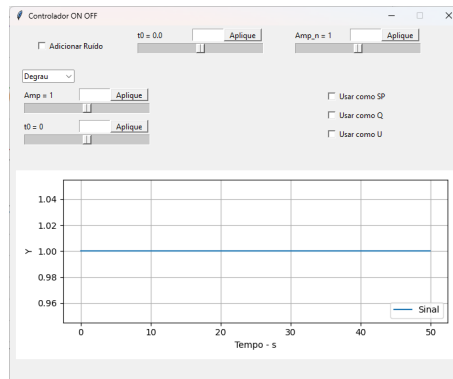 Controlador ON OFF
Adicionar Ruído
t0 = 0.0 Aplique
Amp_n = 1 Aplique
Degrau
Amp = 1 Aplique
t0 = 0 Aplique
Usar como SP
Usar como Q
Usar como U
1.04
1.02
1.00
0.98
0.96
Y
Sinal
0 10 20 30 40 50
Tempo - s